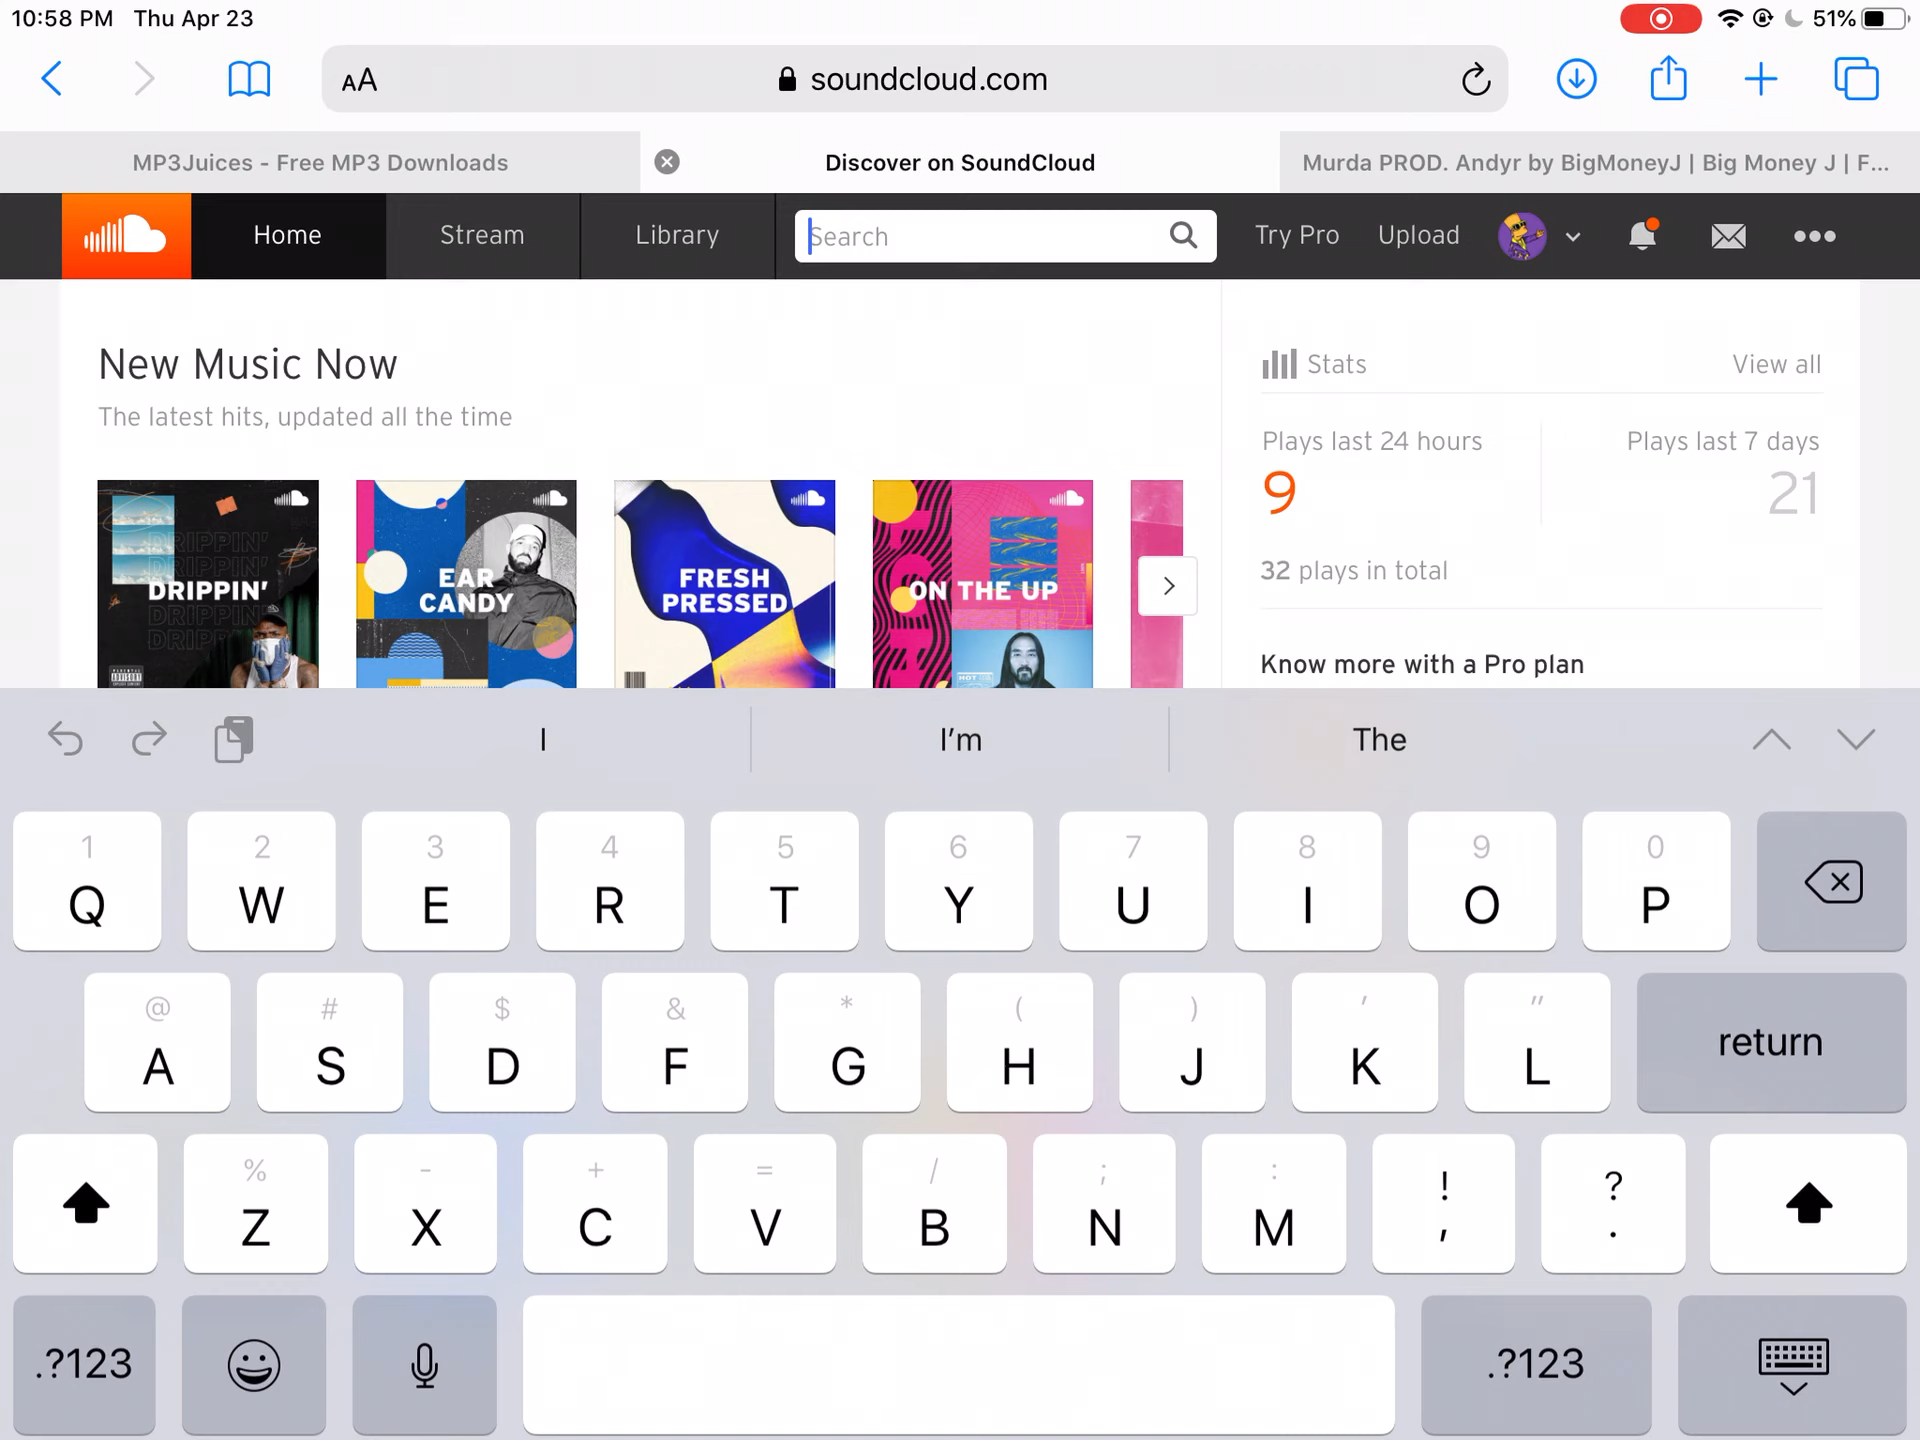 10:58 PM Thu Apr 23
51%
AA soundcloud.com
MP3Juices - Free MP3 Downloads
Discover on SoundCloud
Murda PROD. Andyr by BigMoneyJ | Big Money J | F...
Home
Stream
Library
Search
Try Pro
Upload
New Music Now
The latest hits, updated all the time
Stats
View all
Plays last 24 hours
9
Plays last 7 days
21
32 plays in total
Know more with a Pro plan
DRIPPIN'
DRIPPIN'
DRIPPIN'
EAR
CANDY
FRESH
PRESSED
ON THE UP
I
I'm
The
1 2 3 4 5 6 7 8 9 0
Q W E R T Y U I O P
@ # $ & * ( ) ' "
A S D F G H J K L return
% - + = / ; : ! ?
Z X C V B N M , .
.?123 .?123